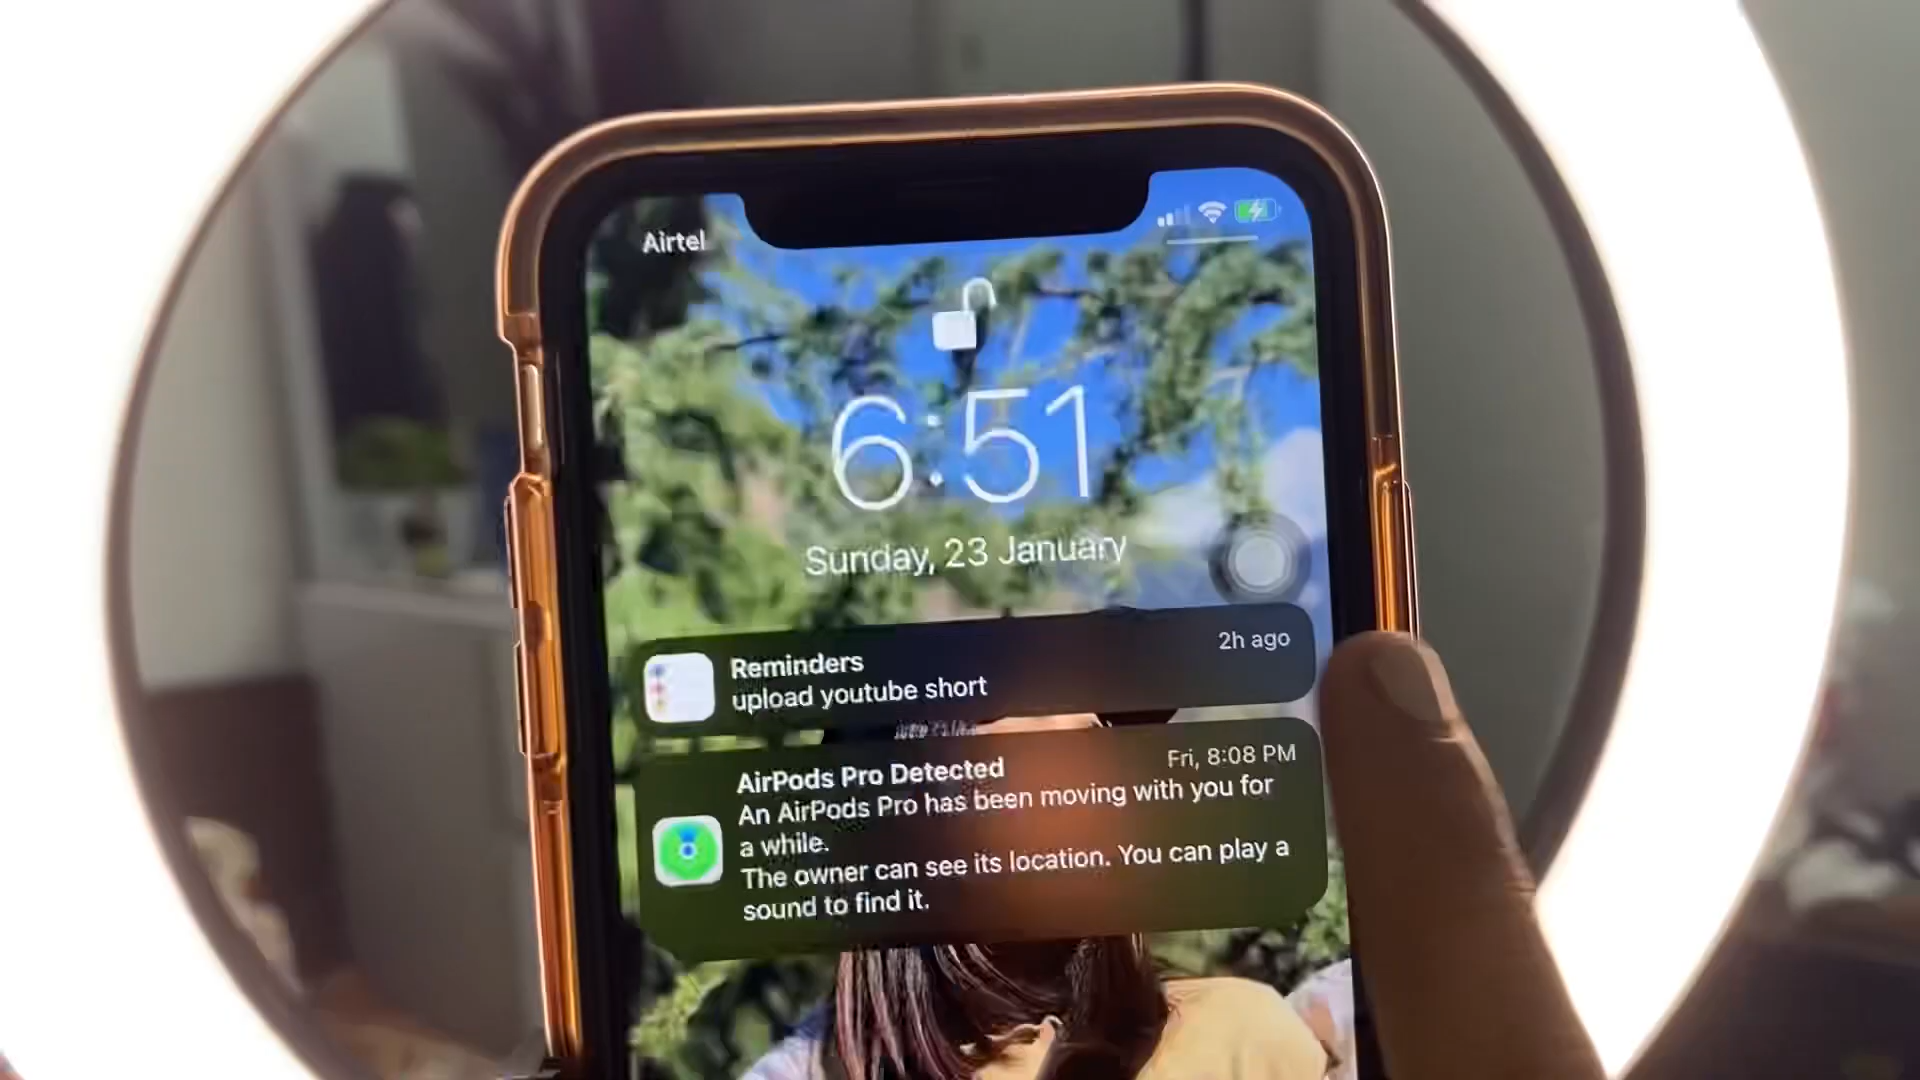 Airtel
6:51
Sunday, 23 January
Reminders
2h ago
upload youtube short
AirPods Pro Detected
Fri, 8:08 PM
An AirPods Pro has been moving with you for
a while.
The owner can see its location. You can play a
sound to find it.